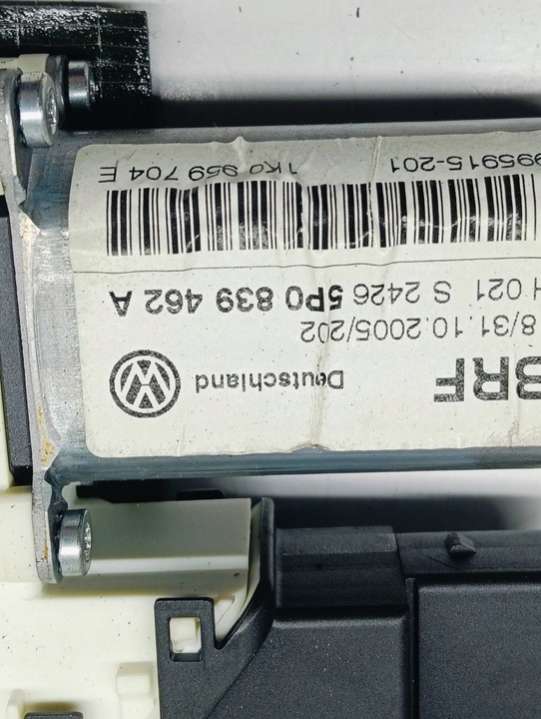 BRF Deutschland
8/31.10.2005/202
H 021 S 2426 5P0 839 462 A
995915-201 1K0 959 704 E